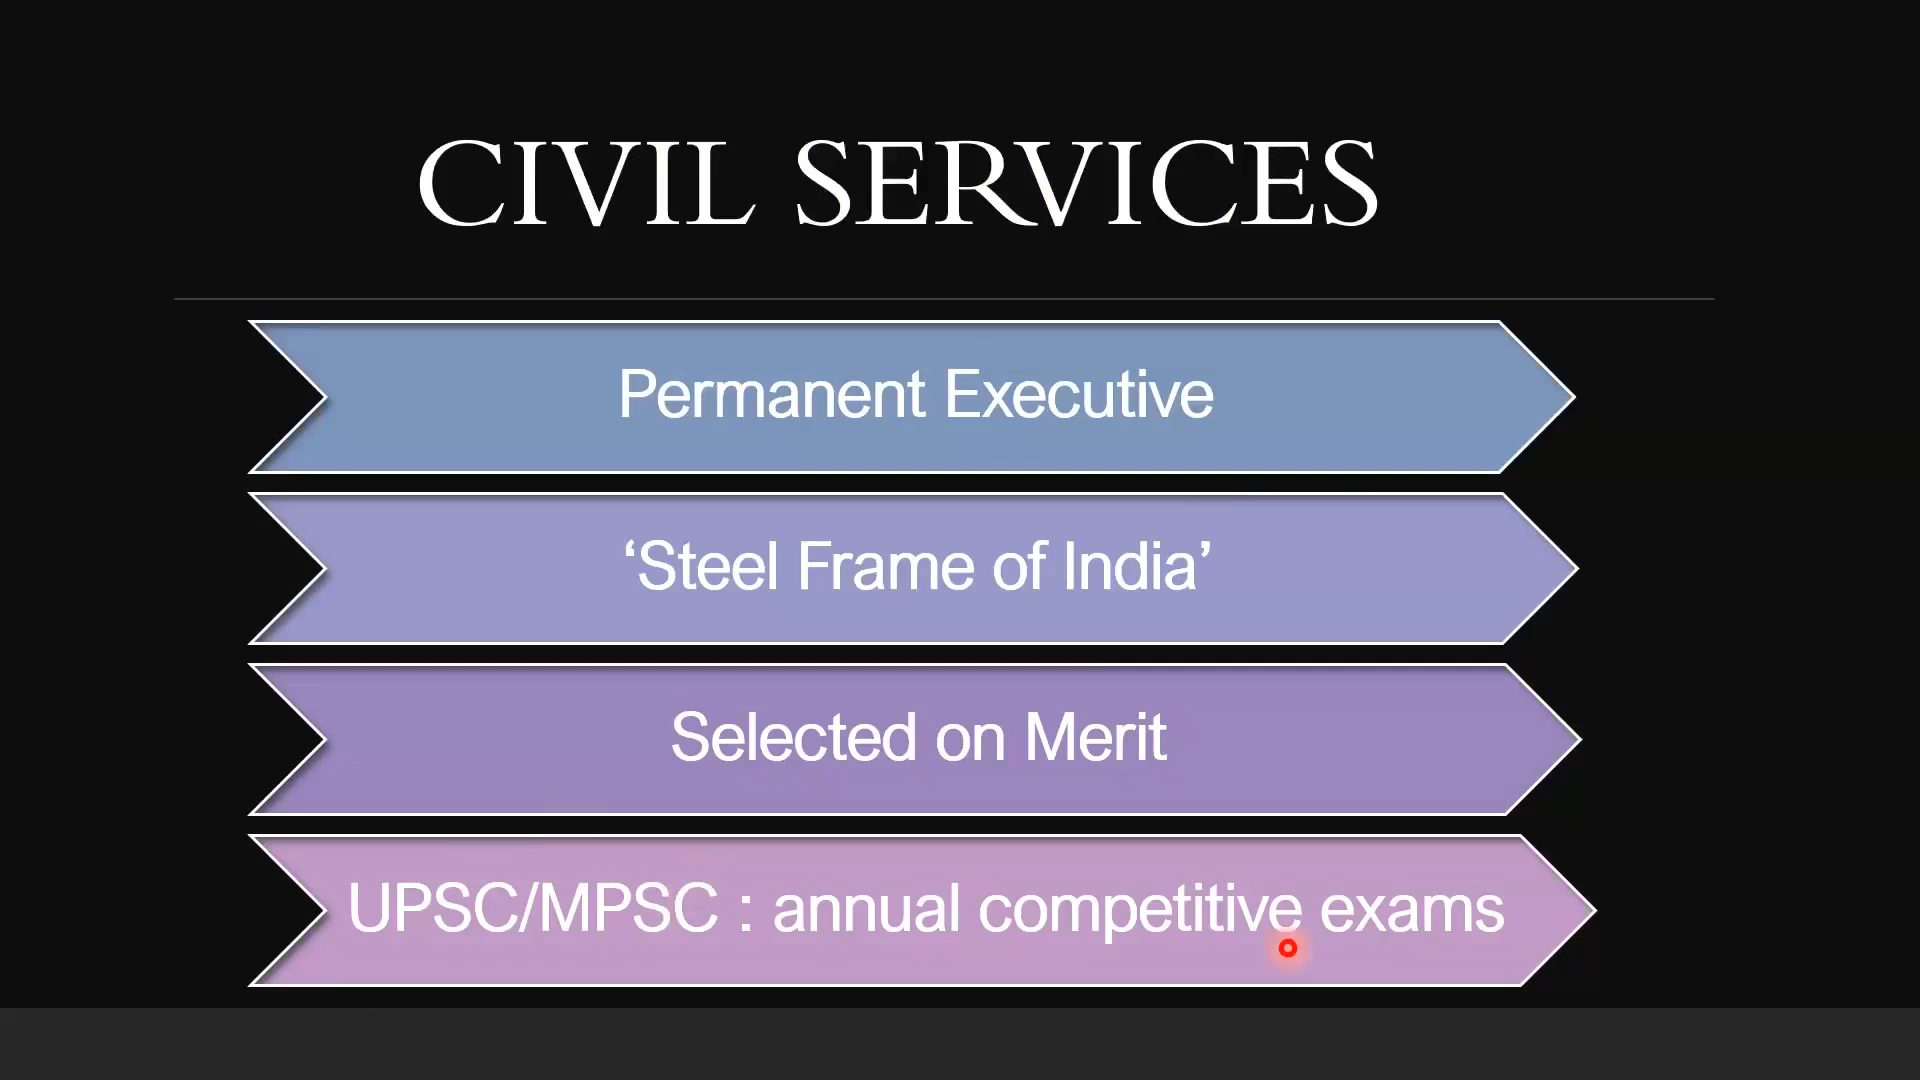 CIVIL SERVICES
Permanent Executive
‘Steel Frame of India’
Selected on Merit
UPSC/MPSC : annual competitive exams